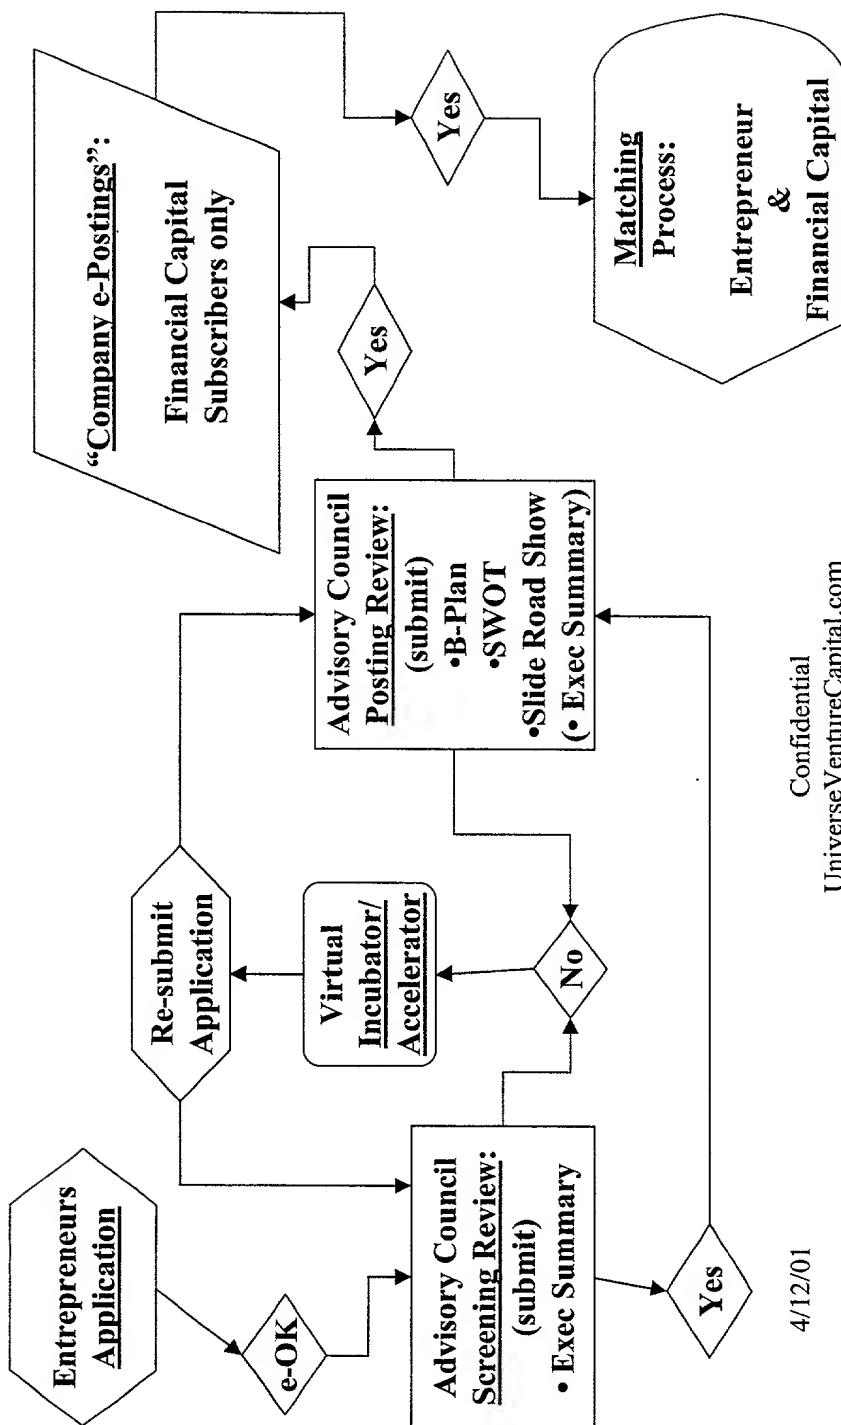 Entrepreneurs
Application
e-OK
Advisory Council
Screening Review:
(submit)
• Exec Summary
Yes
Re-submit
Application
Virtual
Incubator/
Accelerator
No
Advisory Council
Posting Review:
(submit)
•B-Plan
•SWOT
•Slide Road Show
(• Exec Summary)
Yes
“Company e-Postings”:
Financial Capital
Subscribers only
Yes
Matching
Process:
Entrepreneur
&
Financial Capital
4/12/01
Confidential
UniverseVentureCapital.com